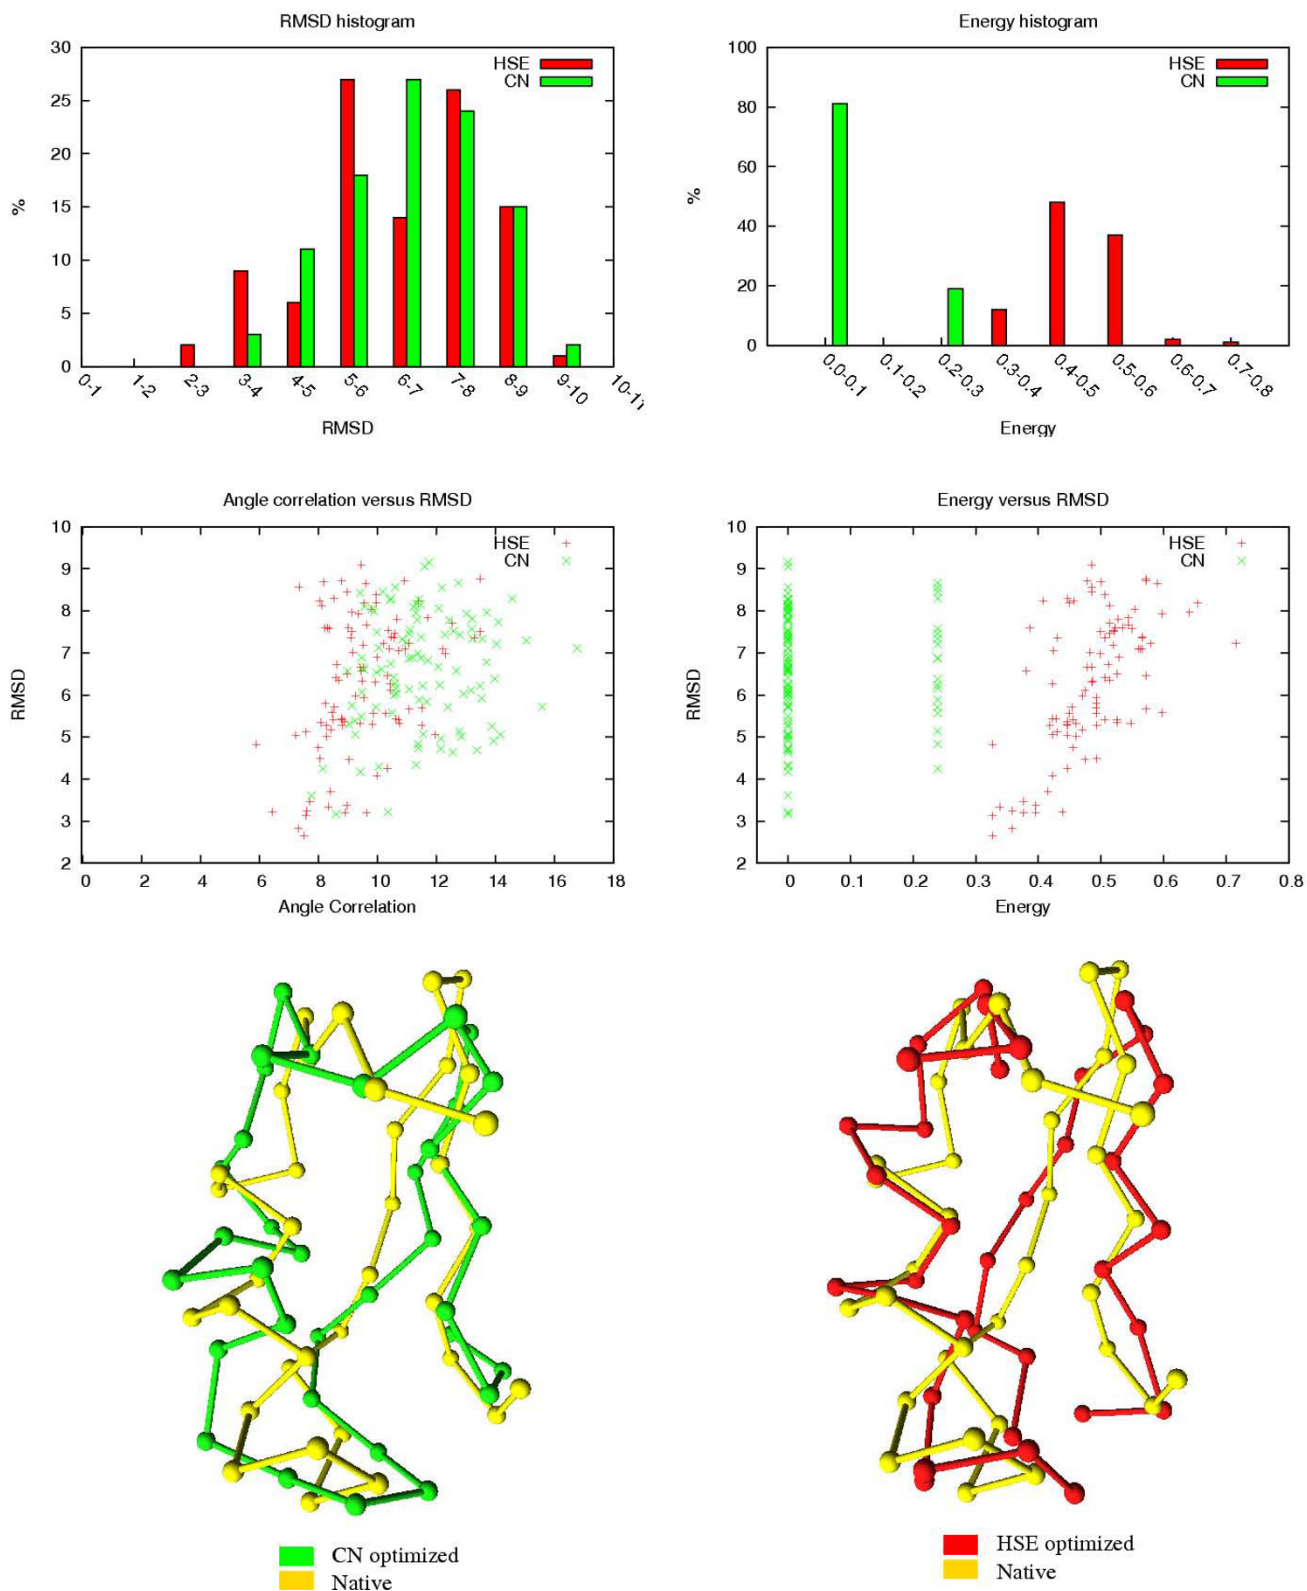 RMSD histogram
HSE
CN
30
25
20
15
10
5
0
%
0-1
1-2
2-3
3-4
4-5
5-6
6-7
7-8
8-9
9-10
10-11
RMSD
Energy histogram
HSE
CN
100
80
60
40
20
0
%
0.0-0.1
0.1-0.2
0.2-0.3
0.3-0.4
0.4-0.5
0.5-0.6
0.6-0.7
0.7-0.8
Energy
Angle correlation versus RMSD
HSE
CN
10
9
8
7
6
5
4
3
2
RMSD
0 2 4 6 8 10 12 14 16 18
Angle Correlation
Energy versus RMSD
HSE
CN
10
9
8
7
6
5
4
3
2
RMSD
0 0.1 0.2 0.3 0.4 0.5 0.6 0.7 0.8
Energy
CN optimized
Native
HSE optimized
Native